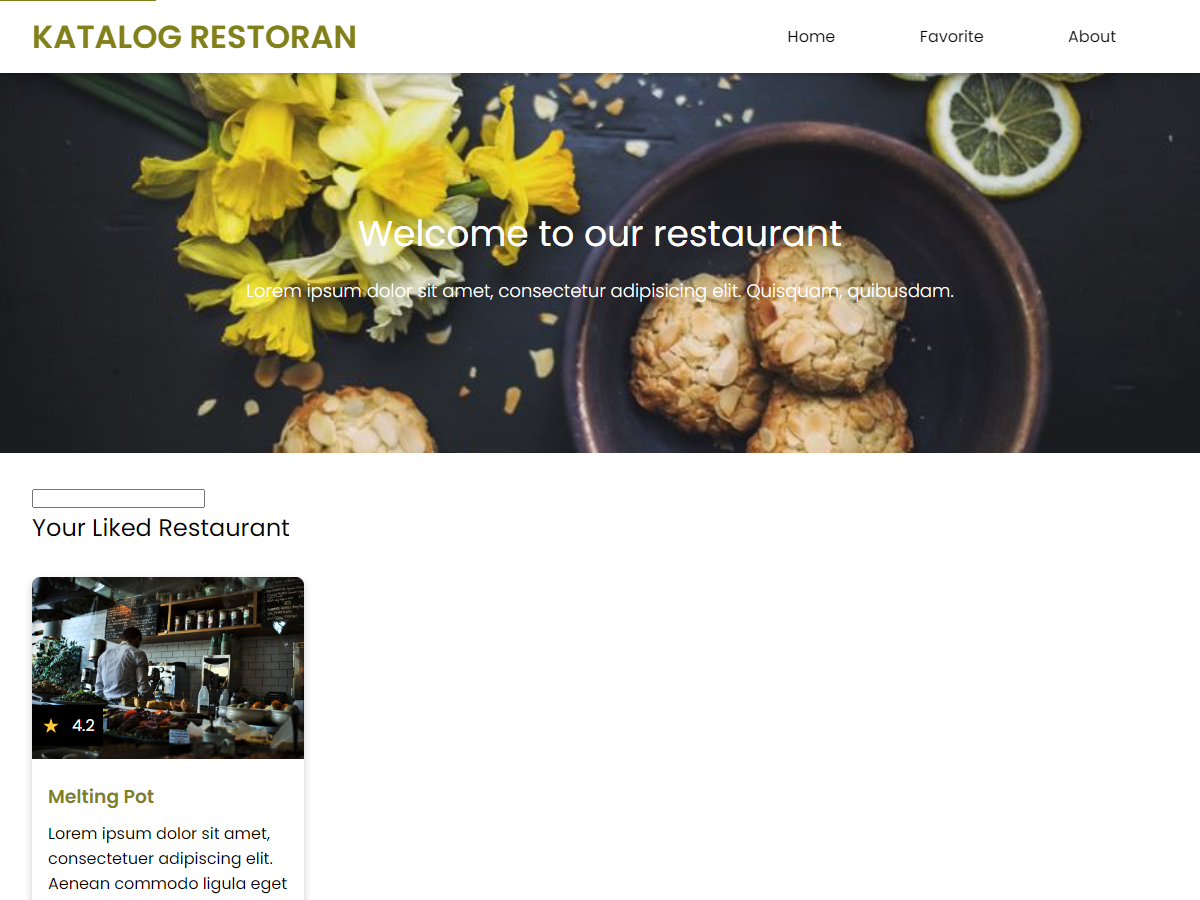 KATALOG RESTORAN
Home
Favorite
About
Welcome to our restaurant
Lorem ipsum dolor sit amet, consectetur adipisicing elit. Quisquam, quibusdam.
Your Liked Restaurant
★ 4.2
Melting Pot
Lorem ipsum dolor sit amet,
consectetuer adipiscing elit.
Aenean commodo ligula eget